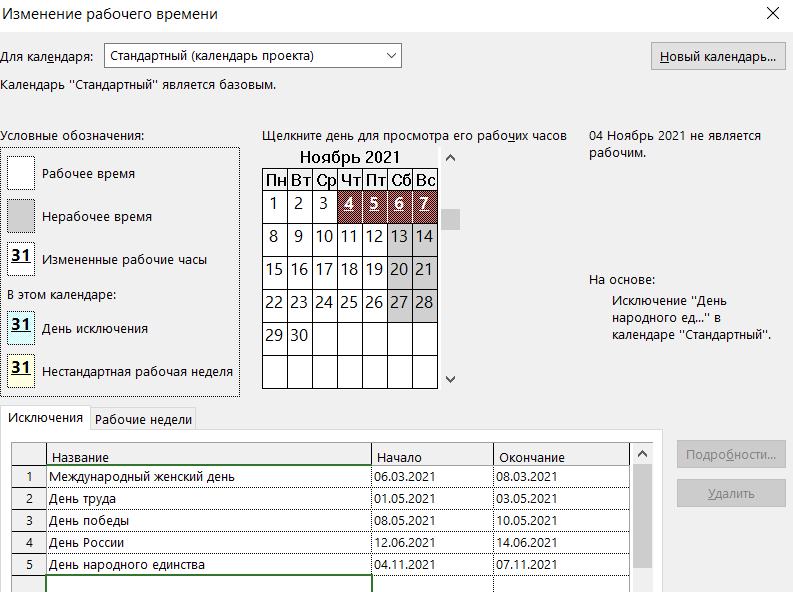 Изменение рабочего времени
Для календаря: Стандартный (календарь проекта) Новый календарь...
Календарь "Стандартный" является базовым.
Условные обозначения:
Рабочее время
Нерабочее время
31 Измененные рабочие часы
В этом календаре:
31 День исключения
31 Нестандартная рабочая неделя
Щелкните день для просмотра его рабочих часов
Ноябрь 2021
Пн Вт Ср Чт Пт Сб Вс
1 2 3 4 5 6 7
8 9 10 11 12 13 14
15 16 17 18 19 20 21
22 23 24 25 26 27 28
29 30
04 Ноябрь 2021 не является
рабочим.
На основе:
Исключение "День
народного ед..." в
календаре "Стандартный".
Исключения Рабочие недели
Название Начало Окончание
1 Международный женский день 06.03.2021 08.03.2021
2 День труда 01.05.2021 03.05.2021
3 День победы 08.05.2021 10.05.2021
4 День России 12.06.2021 14.06.2021
5 День народного единства 04.11.2021 07.11.2021
Подробности...
Удалить